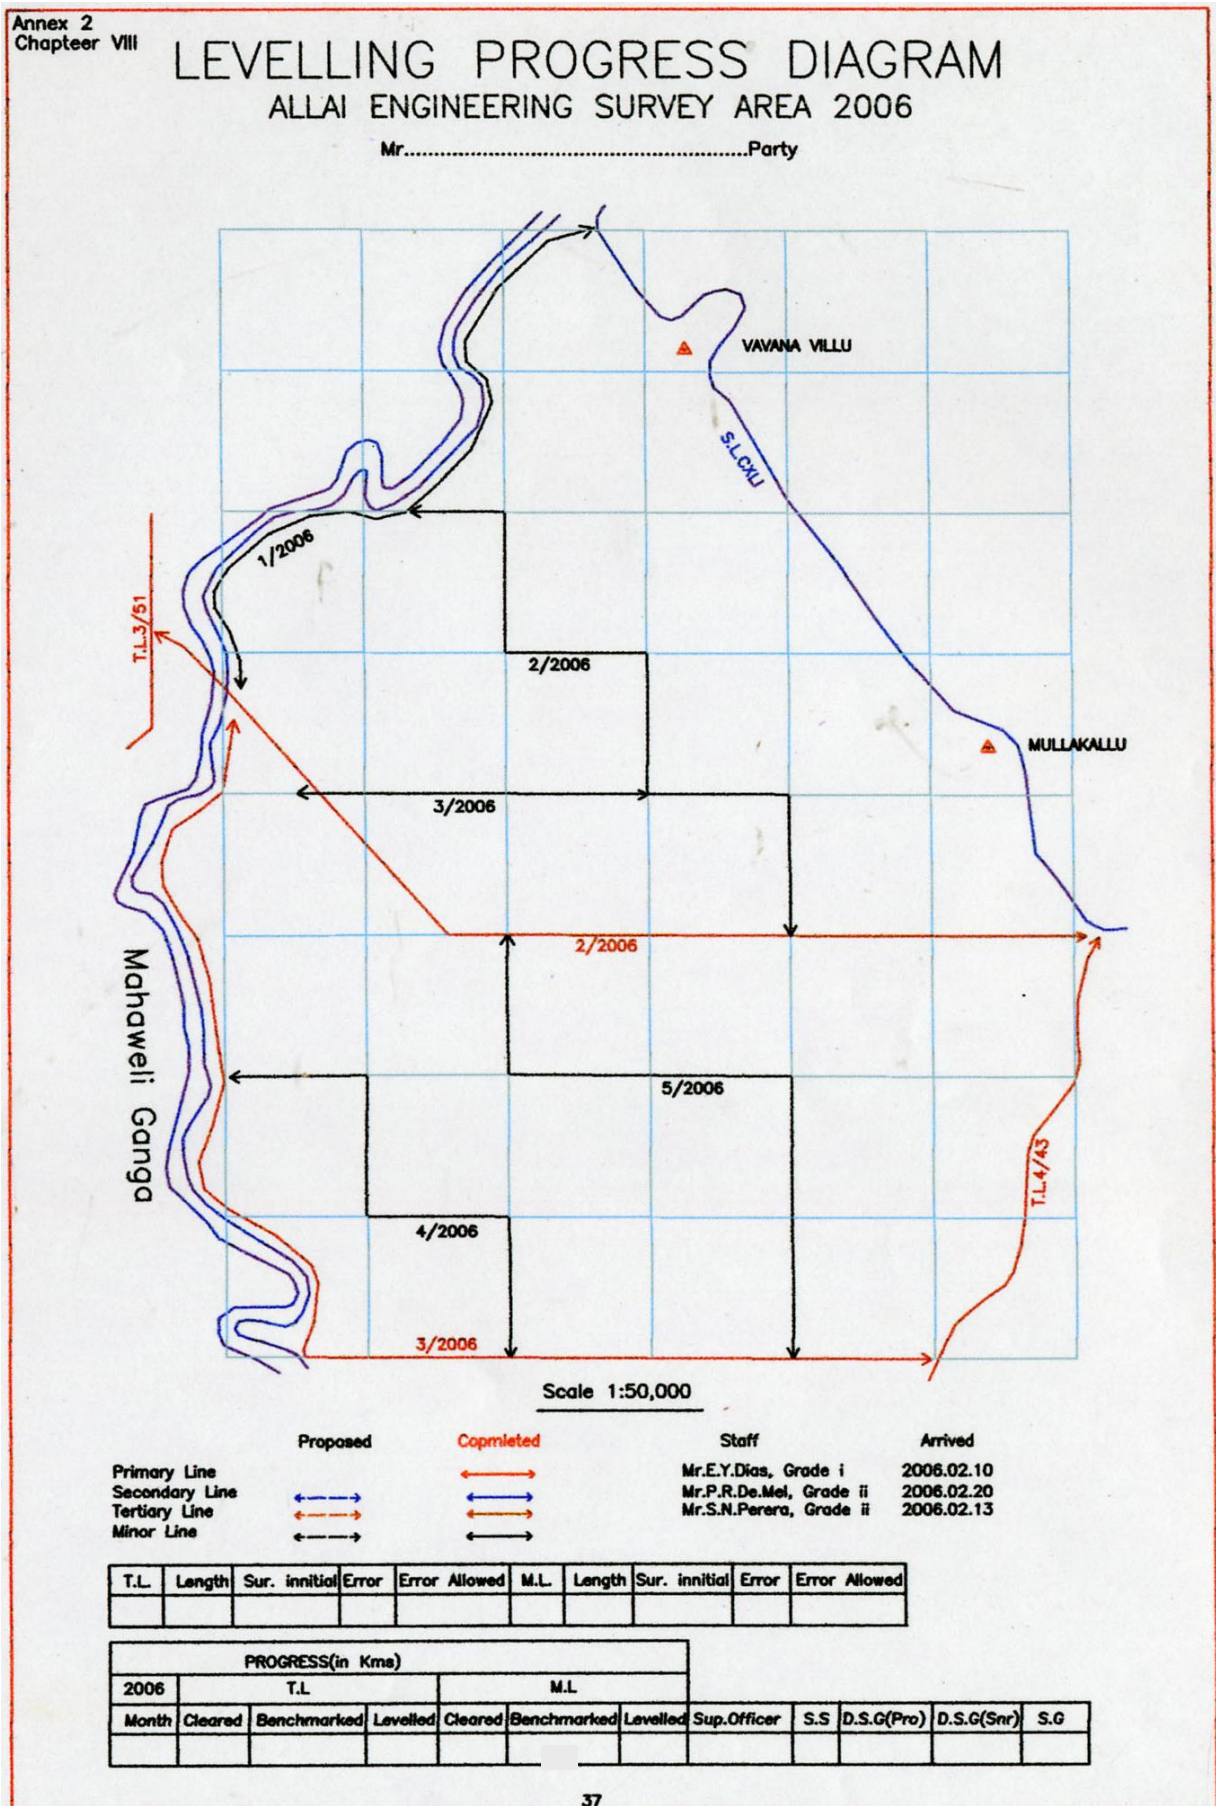 Annex 2
Chapteer VIII
LEVELLING PROGRESS DIAGRAM
ALLAI ENGINEERING SURVEY AREA 2006
Mr..........................................................Party
VAVANA VILLU
S.L.CXLI
1/2006
T.L.3/51
2/2006
MULLAKALLU
3/2006
2/2006
Mahaweli Ganga
5/2006
T.L.4/43
4/2006
3/2006
Scale 1:50,000
Proposed Copmleted Staff Arrived
Primary Line Mr.E.Y.Dias, Grade i 2006.02.10
Secondary Line Mr.P.R.De.Mel, Grade ii 2006.02.20
Tertiary Line Mr.S.N.Perera, Grade ii 2006.02.13
Minor Line
T.L. Length Sur. innitial Error Error Allowed M.L. Length Sur. innitial Error Error Allowed
PROGRESS(in Kms)
2006 T.L M.L
Month Cleared Benchmarked Levelled Cleared Benchmarked Levelled Sup.Officer S.S D.S.G(Pro) D.S.G(Snr) S.G
37